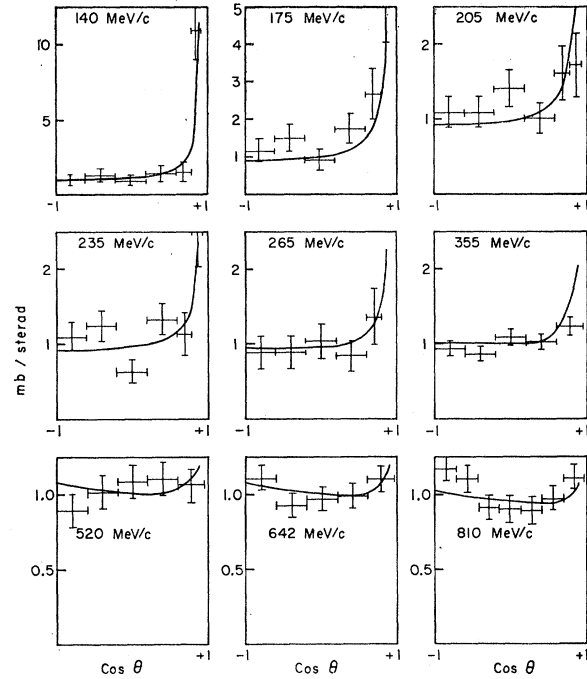 140 MeV/c
175 MeV/c
205 MeV/c
10
5
-1
+1
5
4
3
2
1
-1
+1
2
1
-1
+1
235 MeV/c
265 MeV/c
355 MeV/c
2
1
-1
+1
2
1
-1
+1
2
1
-1
+1
mb / sterad
520 MeV/c
642 MeV/c
810 MeV/c
1.0
0.5
1.0
0.5
1.0
0.5
+1
-1
+1
-1
+1
Cos θ
Cos θ
Cos θ